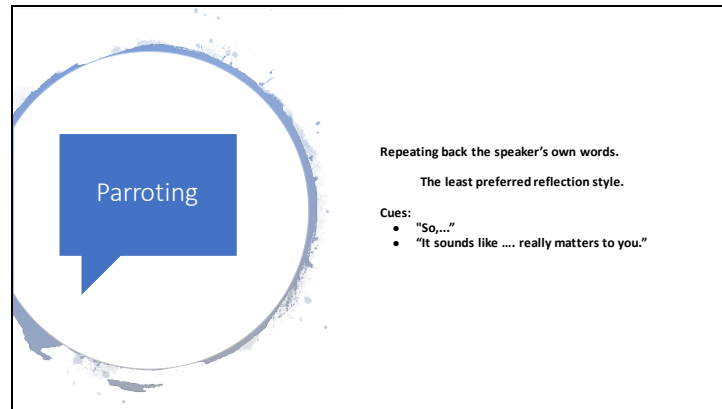 Parroting
Repeating back the speaker’s own words.
The least preferred reflection style.
Cues:
● "So,...”
● “It sounds like .... really matters to you.”